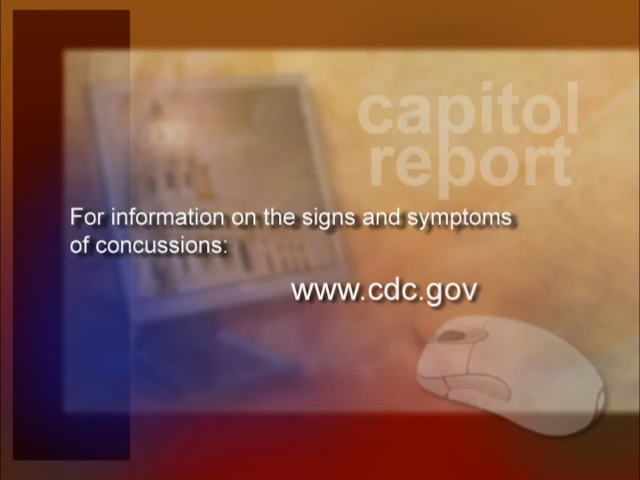 capitol
report
For information on the signs and symptoms
of concussions:
www.cdc.gov